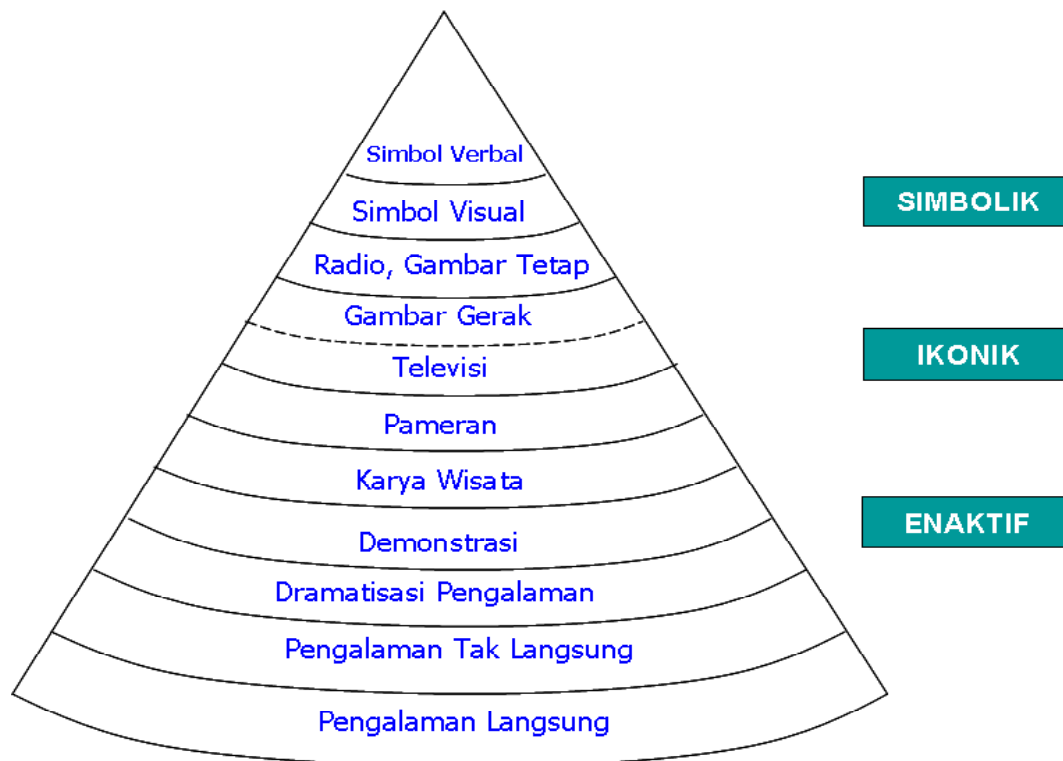 Simbol Verbal
Simbol Visual
Radio, Gambar Tetap
Gambar Gerak
Televisi
Pameran
Karya Wisata
Demonstrasi
Dramatisasi Pengalaman
Pengalaman Tak Langsung
Pengalaman Langsung
SIMBOLIK
IKONIK
ENAKTIF